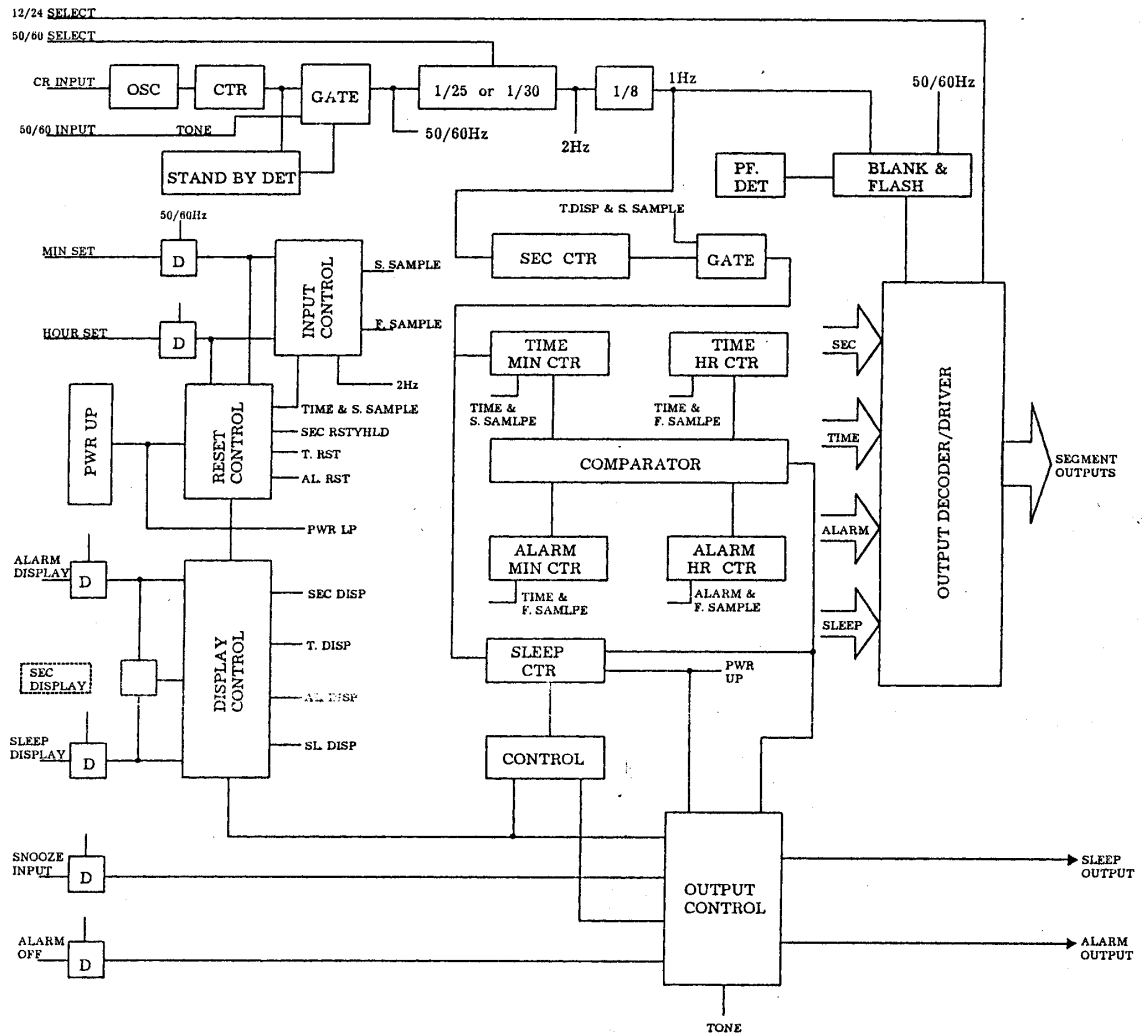 12/24 SELECT
50/60 SELECT
CR INPUT
OSC
CTR
GATE
1/25 or 1/30
1/8
1Hz
50/60Hz
50/60 INPUT
TONE
50/60Hz
2Hz
STAND BY DET
PF.
DET
BLANK &
FLASH
50/60Hz
MIN SET
D
T.DISP & S. SAMPLE
SEC CTR
GATE
INPUT
CONTROL
S. SAMPLE
F. SAMPLE
HOUR SET
D
2Hz
TIME
MIN CTR
TIME
HR CTR
TIME &
S. SAMLPE
TIME &
F. SAMLPE
SEC
TIME
ALARM
SLEEP
OUTPUT DECODER/DRIVER
SEGMENT
OUTPUTS
PWR UP
RESET
CONTROL
TIME & S. SAMPLE
SEC RSTYHLD
T. RST
AL. RST
PWR LP
COMPARATOR
ALARM
MIN CTR
ALARM
HR CTR
TIME &
F. SAMLPE
ALARM &
F. SAMPLE
ALARM
DISPLAY
D
SEC
DISPLAY
SLEEP
DISPLAY
D
DISPLAY
CONTROL
SEC DISP
T. DISP
AL. DISP
SL. DISP
SLEEP
CTR
PWR
UP
CONTROL
SNOOZE
INPUT
D
ALARM
OFF
D
OUTPUT
CONTROL
SLEEP
OUTPUT
ALARM
OUTPUT
TONE